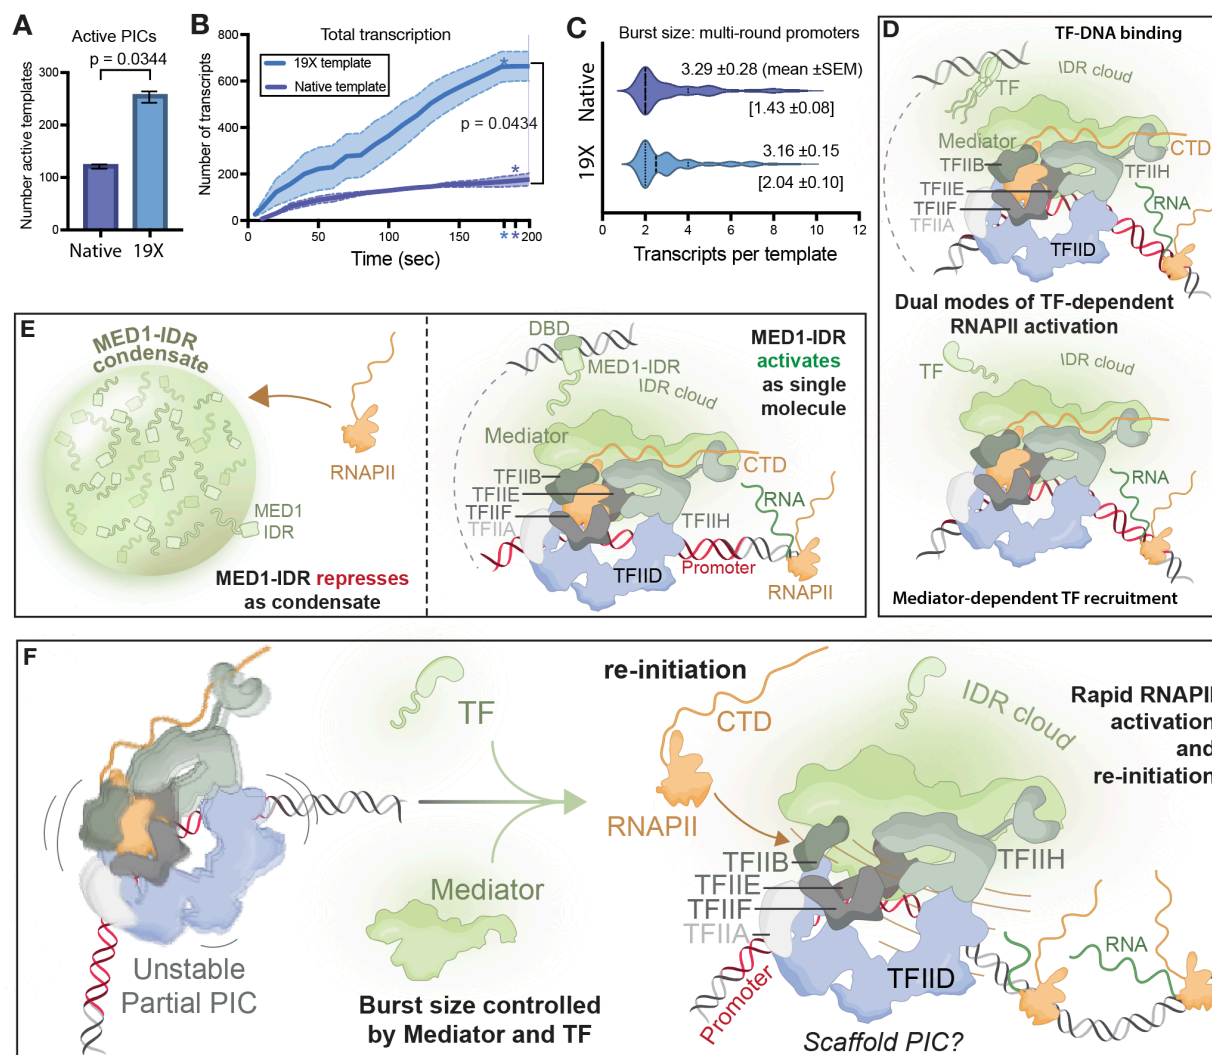 A
Active PICs
p = 0.0344
Number active templates
300
200
100
0
Native 19X
B
Total transcription
19X template
Native template
Number of transcripts
800
600
400
200
0
*
p = 0.0434
*
0
50
100
150
200
* *
Time (sec)
C
Burst size: multi-round promoters
Native
3.29 ±0.28 (mean ±SEM)
[1.43 ±0.08]
19X
3.16 ±0.15
[2.04 ±0.10]
0 2 4 6 8 10 12
Transcripts per template
D
TF-DNA binding
IDR cloud
TF
Mediator
CTD
TFIIB
TFIIH
TFIIE
RNA
TFIIF
TFIIA
TFIID
Dual modes of TF-dependent
RNAPII activation
TF
IDR cloud
Mediator-dependent TF recruitment
E
MED1-IDR
condensate
RNAPII
MED1
IDR
MED1-IDR represses
as condensate
DBD
MED1-IDR
IDR cloud
MED1-IDR
activates
as single
molecule
Mediator
CTD
TFIIB
TFIIE
RNA
TFIIF
TFIIA
TFIIH
Promoter
TFIID
RNAPII
F
Unstable
Partial PIC
TF
Mediator
Burst size controlled
by Mediator and TF
re-initiation
CTD
RNAPII
IDR cloud
Rapid RNAPII
activation
and
re-initiation
TFIIB
TFIIH
TFIIE
TFIIF
TFIIA
RNA
TFIID
Promoter
Scaffold PIC?